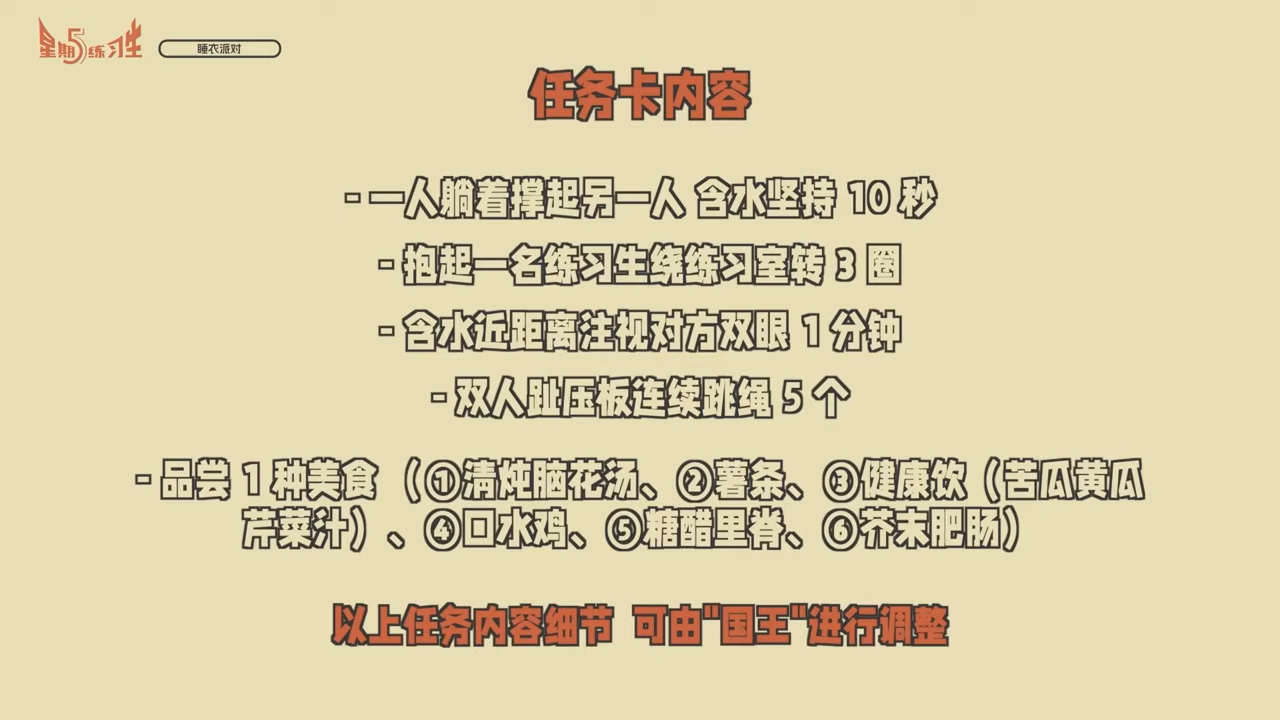 星期5练习生
睡衣派对
任务卡内容
- 一人躺着撑起另一人 含水坚持 10 秒
- 抱起一名练习生绕练习室转 3 圈
- 含水近距离注视对方双眼 1 分钟
- 双人趾压板连续跳绳 5 个
- 品尝 1 种美食 （①清炖脑花汤、②薯条、③健康饮（苦瓜黄瓜
芹菜汁）、④口水鸡、⑤糖醋里脊、⑥芥末肥肠）
以上任务内容细节 可由"国王"进行调整